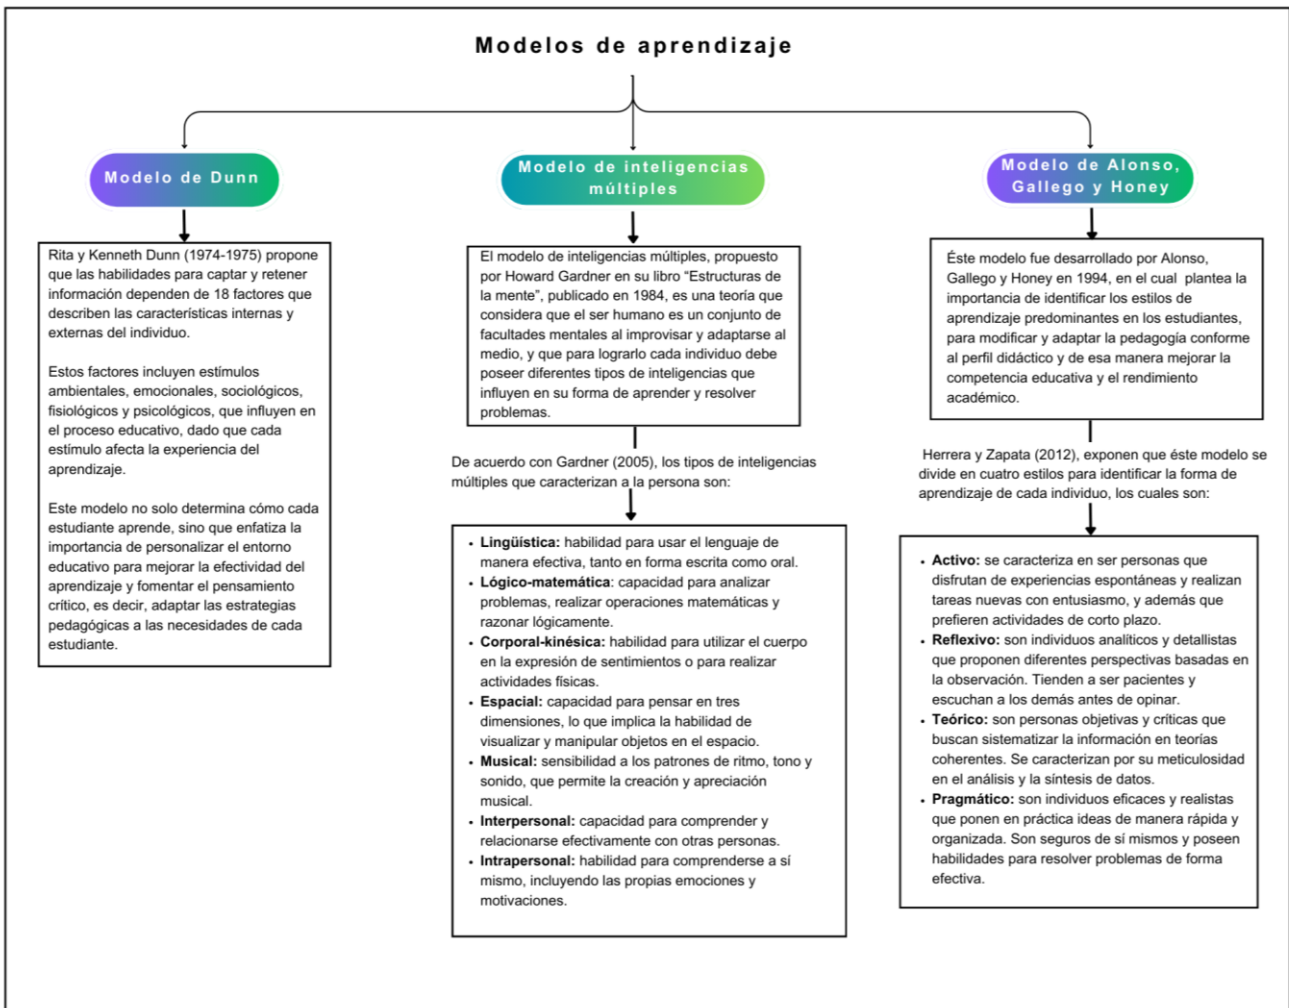 Modelos de aprendizaje
Modelo de Dunn
Rita y Kenneth Dunn (1974-1975) propone
que las habilidades para captar y retener
información dependen de 18 factores que
describen las características internas y
externas del individuo.
Estos factores incluyen estímulos
ambientales, emocionales, sociológicos,
fisiológicos y psicológicos, que influyen en
el proceso educativo, dado que cada
estímulo afecta la experiencia del
aprendizaje.
Este modelo no solo determina cómo cada
estudiante aprende, sino que enfatiza la
importancia de personalizar el entorno
educativo para mejorar la efectividad del
aprendizaje y fomentar el pensamiento
crítico, es decir, adaptar las estrategias
pedagógicas a las necesidades de cada
estudiante.
Modelo de inteligencias
múltiples
El modelo de inteligencias múltiples, propuesto
por Howard Gardner en su libro “Estructuras de
la mente”, publicado en 1984, es una teoría que
considera que el ser humano es un conjunto de
facultades mentales al improvisar y adaptarse al
medio, y que para lograrlo cada individuo debe
poseer diferentes tipos de inteligencias que
influyen en su forma de aprender y resolver
problemas.
De acuerdo con Gardner (2005), los tipos de inteligencias
múltiples que caracterizan a la persona son:
• Lingüística: habilidad para usar el lenguaje de
manera efectiva, tanto en forma escrita como oral.
• Lógico-matemática: capacidad para analizar
problemas, realizar operaciones matemáticas y
razonar lógicamente.
• Corporal-kinésica: habilidad para utilizar el cuerpo
en la expresión de sentimientos o para realizar
actividades físicas.
• Espacial: capacidad para pensar en tres
dimensiones, lo que implica la habilidad de
visualizar y manipular objetos en el espacio.
• Musical: sensibilidad a los patrones de ritmo, tono y
sonido, que permite la creación y apreciación
musical.
• Interpersonal: capacidad para comprender y
relacionarse efectivamente con otras personas.
• Intrapersonal: habilidad para comprenderse a sí
mismo, incluyendo las propias emociones y
motivaciones.
Modelo de Alonso,
Gallego y Honey
Éste modelo fue desarrollado por Alonso,
Gallego y Honey en 1994, en el cual plantea la
importancia de identificar los estilos de
aprendizaje predominantes en los estudiantes,
para modificar y adaptar la pedagogía conforme
al perfil didáctico y de esa manera mejorar la
competencia educativa y el rendimiento
académico.
Herrera y Zapata (2012), exponen que éste modelo se
divide en cuatro estilos para identificar la forma de
aprendizaje de cada individuo, los cuales son:
• Activo: se caracteriza en ser personas que
disfrutan de experiencias espontáneas y realizan
tareas nuevas con entusiasmo, y además que
prefieren actividades de corto plazo.
• Reflexivo: son individuos analíticos y detallistas
que proponen diferentes perspectivas basadas en
la observación. Tienden a ser pacientes y
escuchan a los demás antes de opinar.
• Teórico: son personas objetivas y críticas que
buscan sistematizar la información en teorías
coherentes. Se caracterizan por su meticulosidad
en el análisis y la síntesis de datos.
• Pragmático: son individuos eficaces y realistas
que ponen en práctica ideas de manera rápida y
organizada. Son seguros de sí mismos y poseen
habilidades para resolver problemas de forma
efectiva.